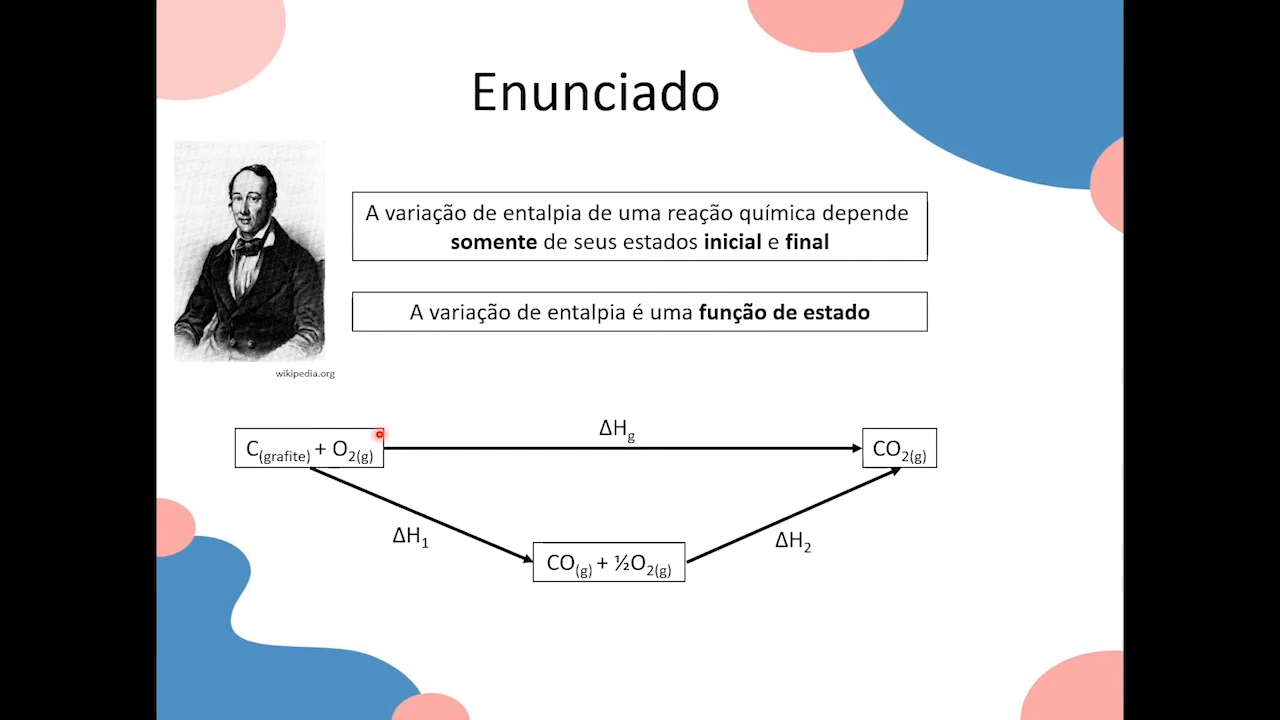 Enunciado
A variação de entalpia de uma reação química depende
somente de seus estados inicial e final
A variação de entalpia é uma função de estado
wikipedia.org
ΔHg
C(grafite) + O2(g)
CO2(g)
ΔH1
ΔH2
CO(g) + ½O2(g)